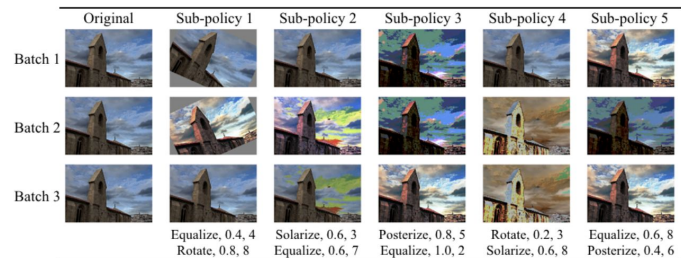 Original Sub-policy 1 Sub-policy 2 Sub-policy 3 Sub-policy 4 Sub-policy 5
Batch 1
Batch 2
Batch 3
Equalize, 0.4, 4 Solarize, 0.6, 3 Posterize, 0.8, 5 Rotate, 0.2, 3 Equalize, 0.6, 8
Rotate, 0.8, 8 Equalize, 0.6, 7 Equalize, 1.0, 2 Solarize, 0.6, 8 Posterize, 0.4, 6